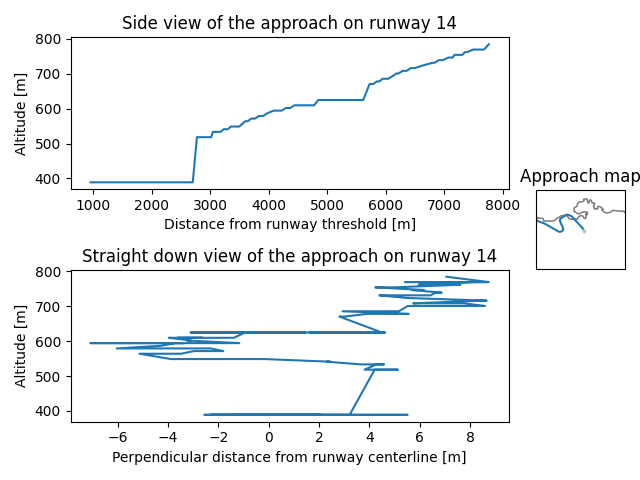 Side view of the approach on runway 14
800
700
600
500
400
Altitude [m]
1000 2000 3000 4000 5000 6000 7000 8000
Distance from runway threshold [m]
Approach map
Straight down view of the approach on runway 14
800
700
600
500
400
Altitude [m]
−6 −4 −2 0 2 4 6 8
Perpendicular distance from runway centerline [m]